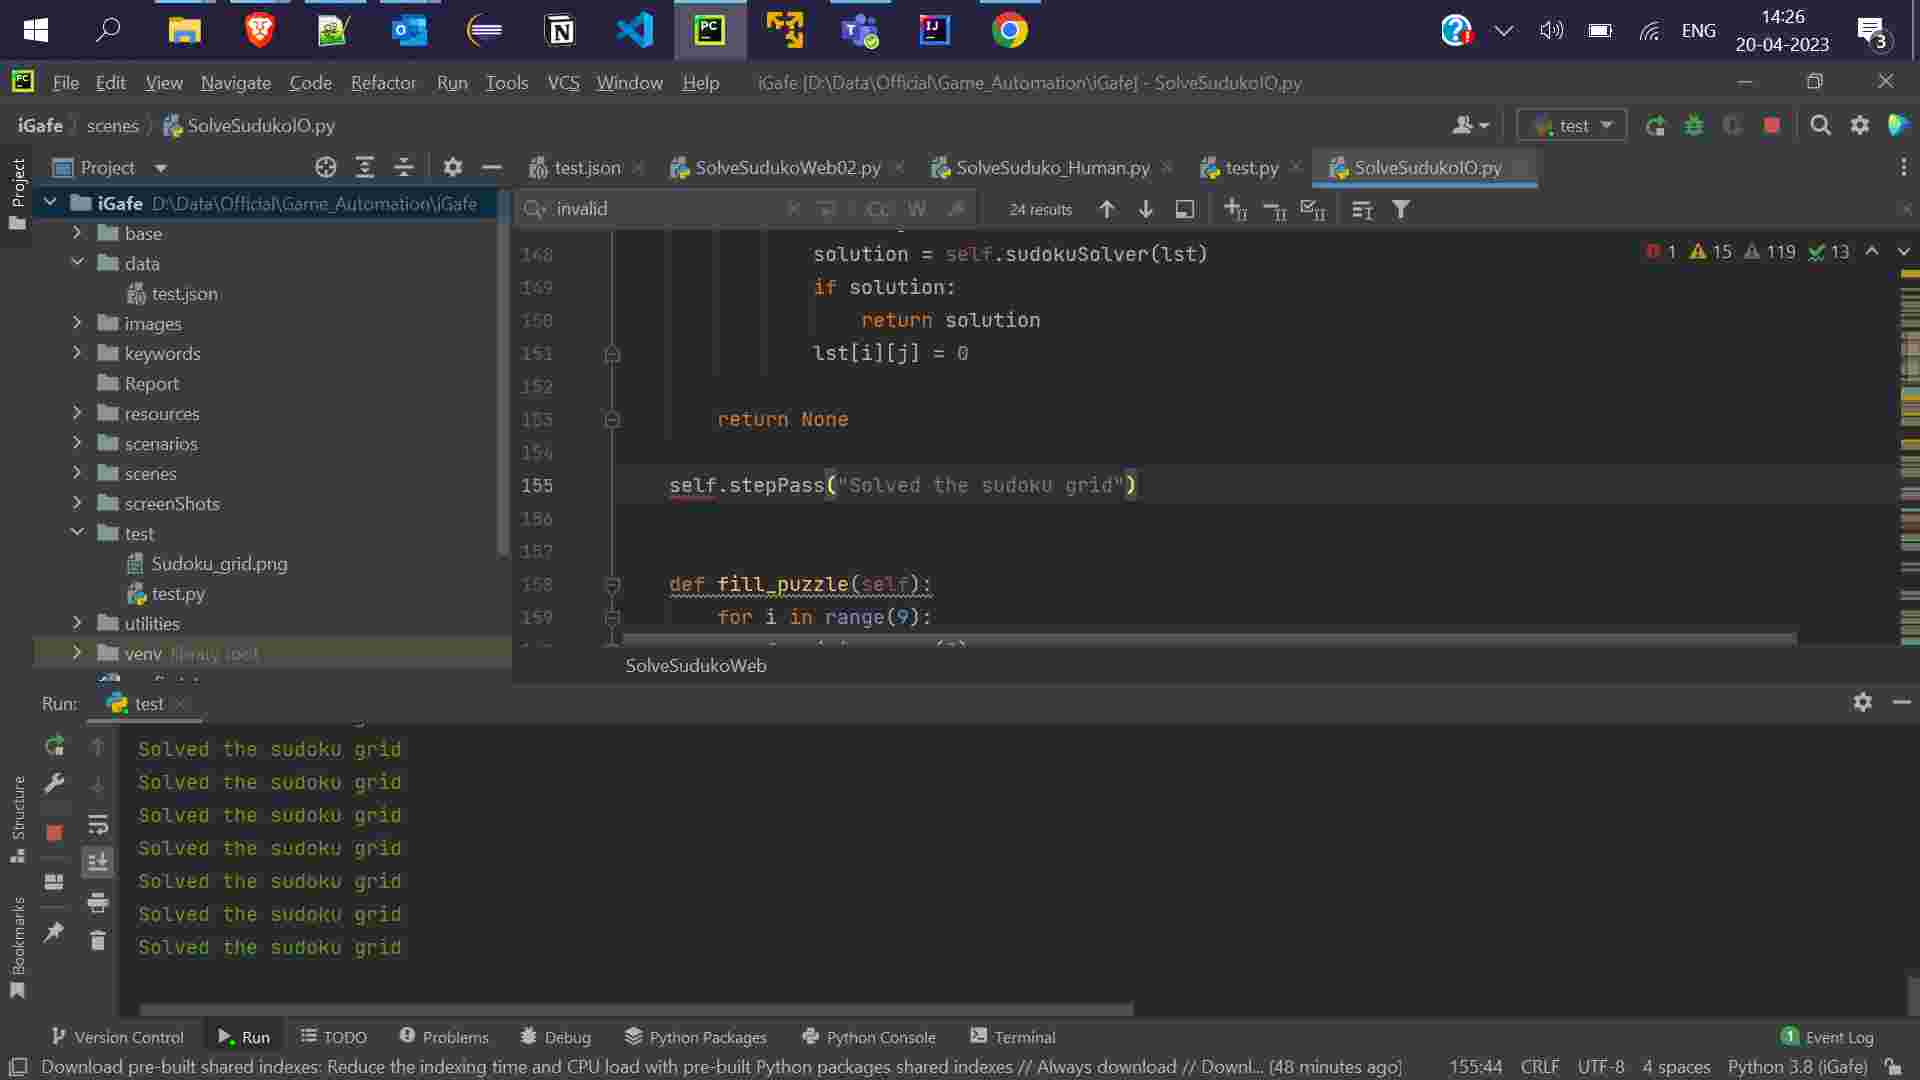 14:26
ENG
20-04-2023
3
File Edit View Navigate Code Refactor Run Tools VCS Window Help iGafe [D:\Data\Official\Game_Automation\iGafe] - SolveSudukoIO.py
iGafe scenes SolveSudukoIO.py
test
Project
test.json SolveSudukoWeb02.py SolveSuduko_Human.py test.py SolveSudukoIO.py
Project
iGafe D:\Data\Official\Game_Automation\iGafe
base
data
test.json
images
keywords
Report
resources
scenarios
scenes
screenShots
test
Sudoku_grid.png
test.py
utilities
venv library root
invalid Cc W 24 results
1 15 119 13
148 solution = self.sudokuSolver(lst)
149 if solution:
150 return solution
151 lst[i][j] = 0
152
153 return None
154
155 self.stepPass("Solved the sudoku grid")
156
157
158 def fill_puzzle(self):
159 for i in range(9):
SolveSudukoWeb
Run: test
Solved the sudoku grid
Solved the sudoku grid
Solved the sudoku grid
Solved the sudoku grid
Solved the sudoku grid
Solved the sudoku grid
Solved the sudoku grid
Structure
Bookmarks
Version Control Run TODO Problems Debug Python Packages Python Console Terminal 1 Event Log
Download pre-built shared indexes: Reduce the indexing time and CPU load with pre-built Python packages shared indexes // Always download // Downl... (48 minutes ago) 155:44 CRLF UTF-8 4 spaces Python 3.8 (iGafe)